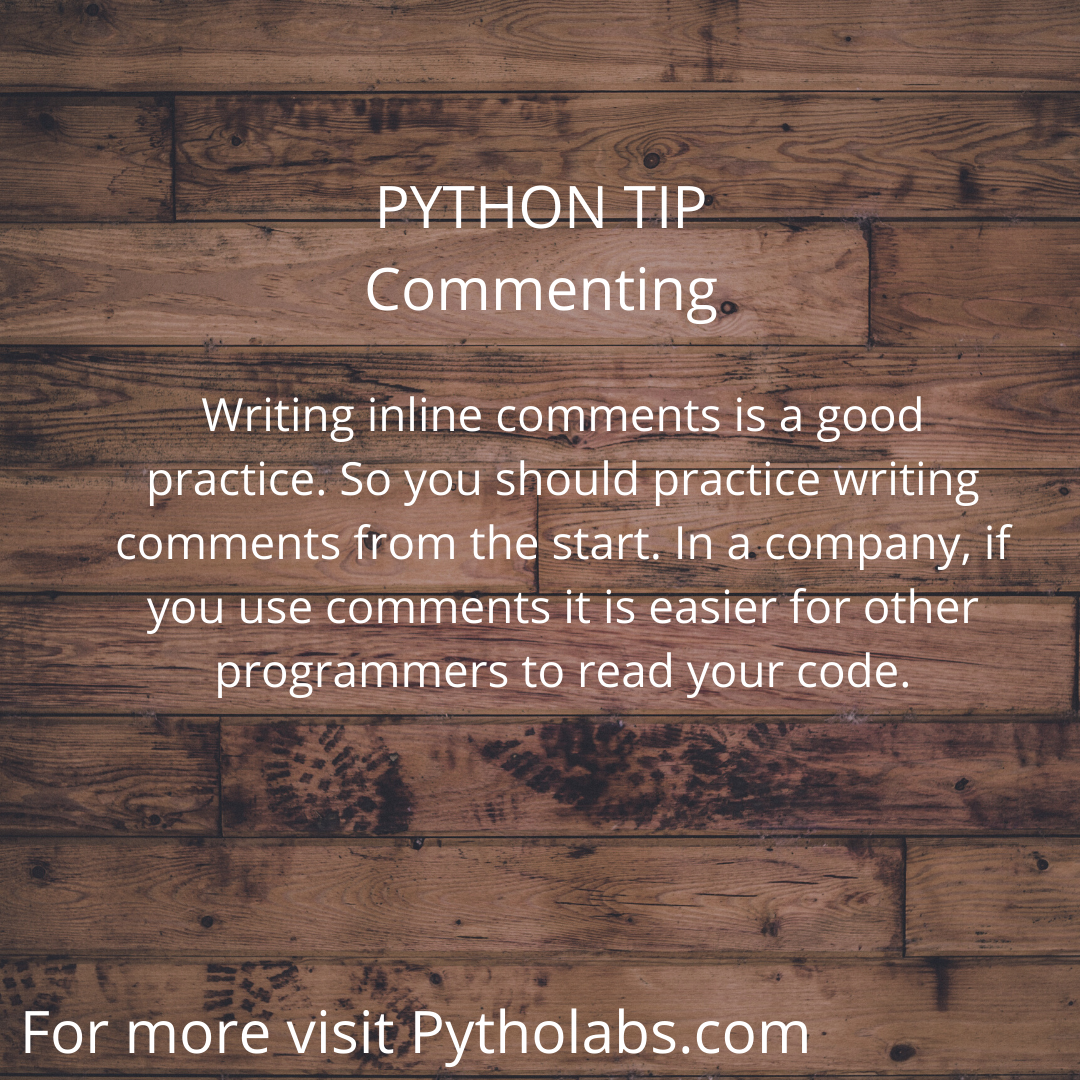 PYTHON TIP
Commenting
Writing inline comments is a good
practice. So you should practice writing
comments from the start. In a company, if
you use comments it is easier for other
programmers to read your code.
For more visit Pytholabs.com